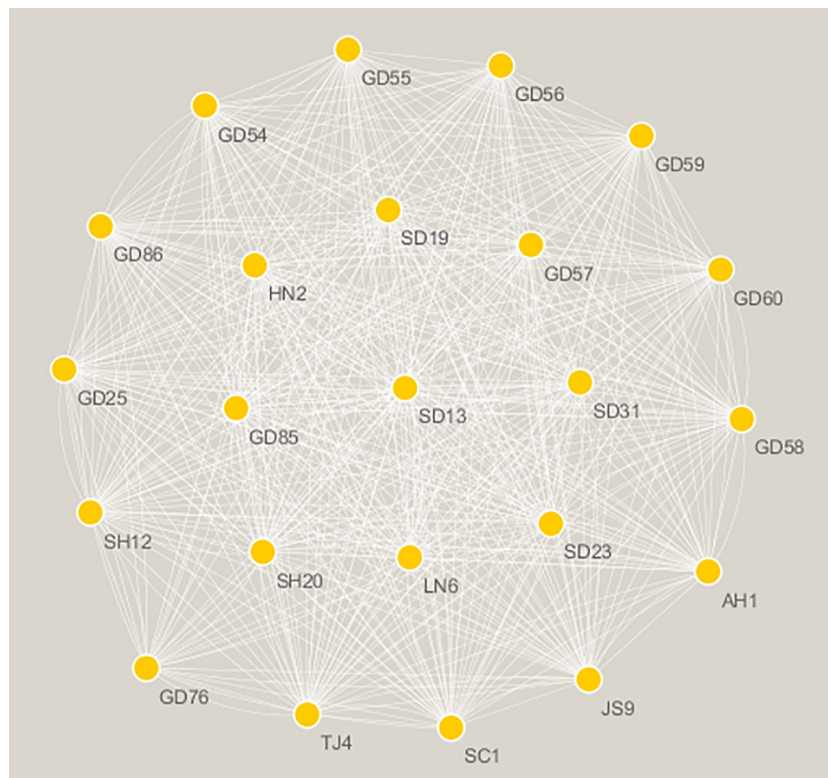 GD55
GD56
GD54
GD59
SD19
GD86
GD57
HN2
GD60
GD25
SD13
SD31
GD85
GD58
SH12
SD23
SH20
LN6
AH1
GD76
JS9
TJ4
SC1